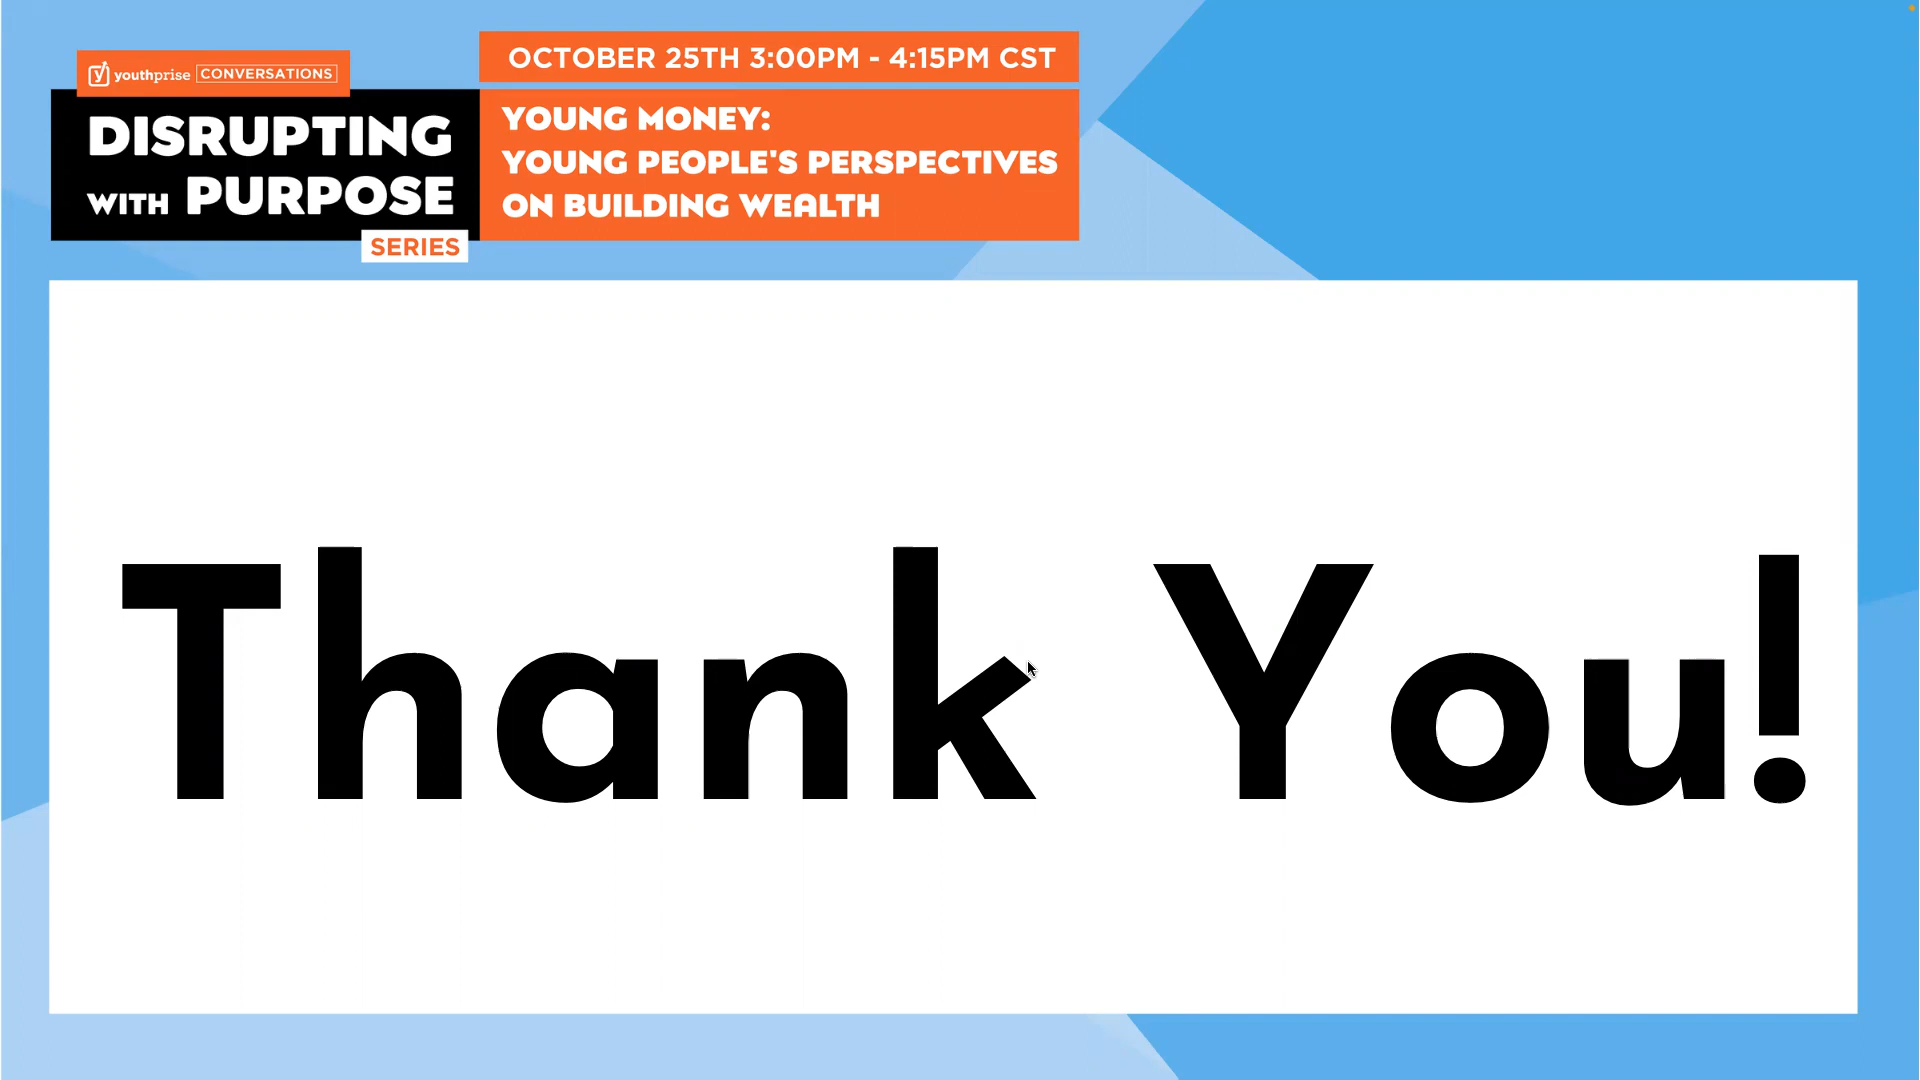 youthprise CONVERSATIONS
DISRUPTING
WITH PURPOSE
SERIES
OCTOBER 25TH 3:00PM - 4:15PM CST
YOUNG MONEY:
YOUNG PEOPLE'S PERSPECTIVES
ON BUILDING WEALTH
Thank You!